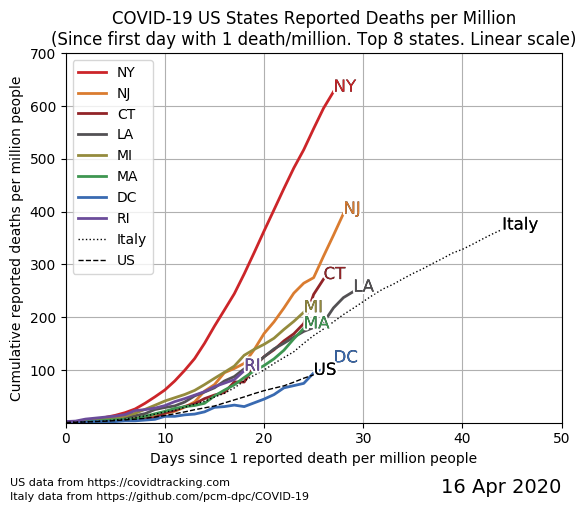 COVID-19 US States Reported Deaths per Million
(Since first day with 1 death/million. Top 8 states. Linear scale)
Cumulative reported deaths per million people
700
600
500
400
300
200
100
NY
NJ
CT
LA
MI
MA
DC
RI
Italy
US
NY
NJ
Italy
CT
LA
MI
MA
DC
RI
US
0
10
20
30
40
50
Days since 1 reported death per million people
US data from https://covidtracking.com
Italy data from https://github.com/pcm-dpc/COVID-19
16 Apr 2020